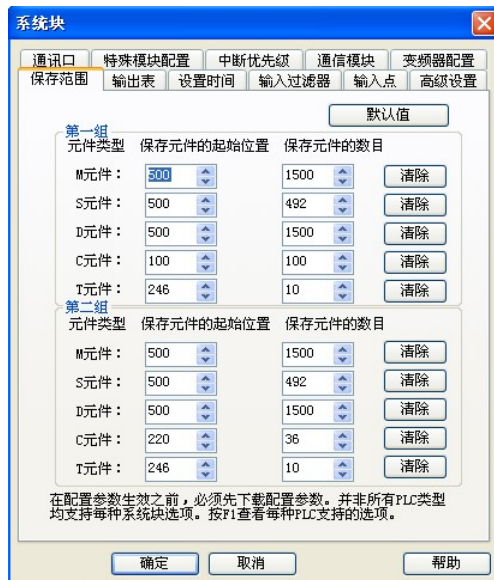 系统块
通讯口 特殊模块配置 中断优先级 通信模块 变频器配置
保存范围 输出表 设置时间 输入过滤器 输入点 高级设置
默认值
第一组
元件类型 保存元件的起始位置 保存元件的数目
M元件： 500 1500 清除
S元件： 500 492 清除
D元件： 500 1500 清除
C元件： 100 100 清除
T元件： 246 10 清除
第二组
元件类型 保存元件的起始位置 保存元件的数目
M元件： 500 1500 清除
S元件： 500 492 清除
D元件： 500 1500 清除
C元件： 220 36 清除
T元件： 246 10 清除
在配置参数生效之前，必须先下载配置参数。并非所有PLC类型
均支持每种系统块选项。按F1查看每种PLC支持的选项。
确定 取消 帮助